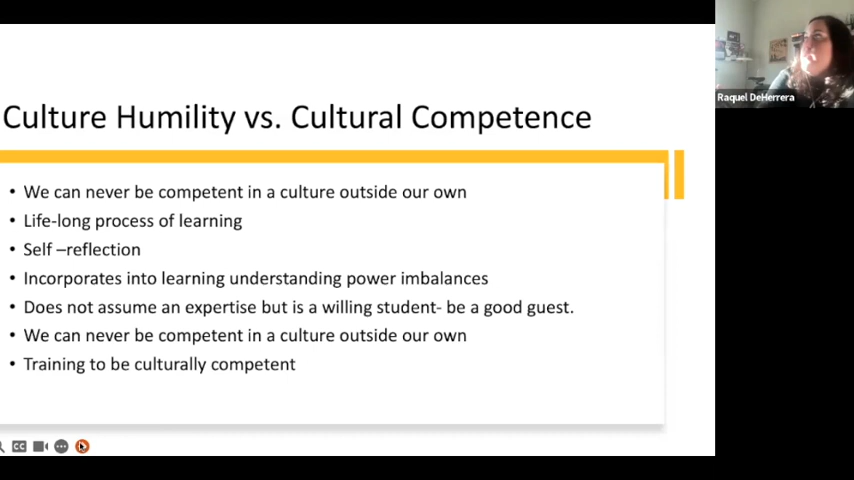 Culture Humility vs. Cultural Competence
• We can never be competent in a culture outside our own
• Life-long process of learning
• Self –reflection
• Incorporates into learning understanding power imbalances
• Does not assume an expertise but is a willing student- be a good guest.
• We can never be competent in a culture outside our own
• Training to be culturally competent
CC
Raquel DeHerrera